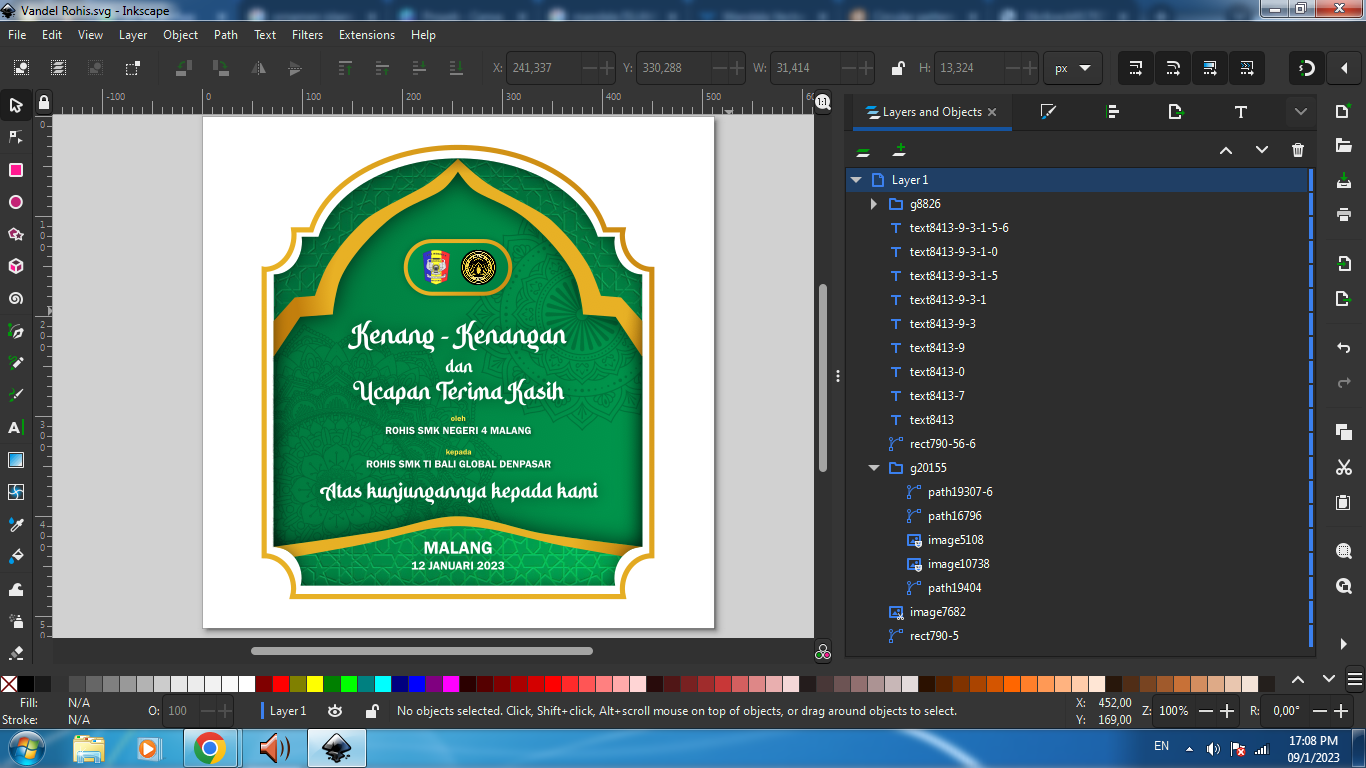 Vandel Rohis.svg - Inkscape
File Edit View Layer Object Path Text Filters Extensions Help
X: 241,337 Y: 330,288 W: 31,414 H: 13,324 px
Layers and Objects
-100 0 100 200 300 400 500
1:1
0
100
200
300
400
Layer 1
g8826
text8413-9-3-1-5-6
text8413-9-3-1-0
text8413-9-3-1-5
text8413-9-3-1
text8413-9-3
text8413-9
text8413-0
text8413-7
text8413
rect790-56-6
g20155
path19307-6
path16796
image5108
image10738
path19404
image7682
rect790-5
Kenang - Kenangan
dan
Ucapan Terima Kasih
oleh
ROHIS SMK NEGERI 4 MALANG
kepada
ROHIS SMK TI BALI GLOBAL DENPASAR
Atas kunjungannya kepada kami
MALANG
12 JANUARI 2023
Fill: N/A
Stroke: N/A
O: 100
Layer 1
No objects selected. Click, Shift+click, Alt+scroll mouse on top of objects, or drag around objects to select.
X: 452,00
Y: 169,00
Z: 100%
R: 0,00°
EN
17:08 PM
09/1/2023